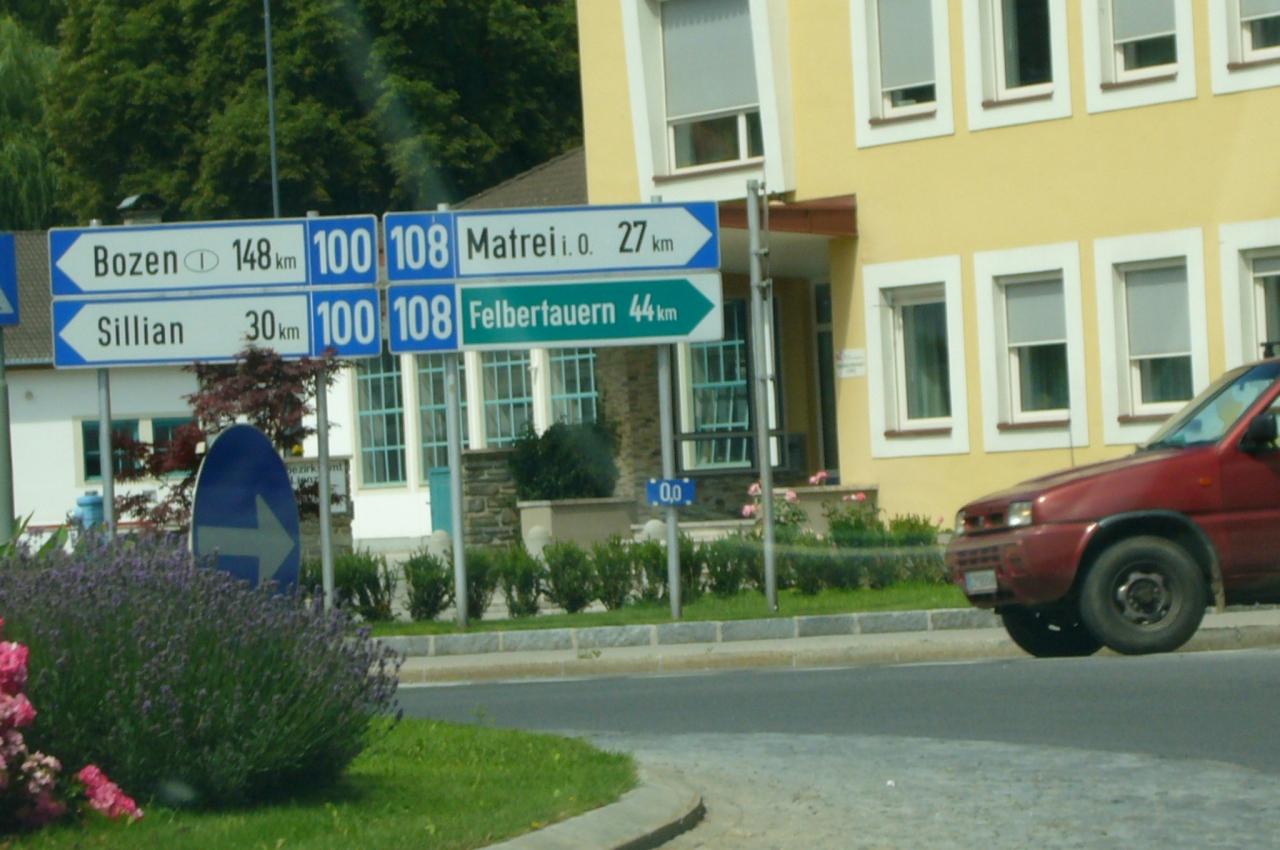 Bozen I 148 km 100
Sillian 30 km 100
108 Matrei i. O. 27 km
108 Felbertauern 44 km
0,0